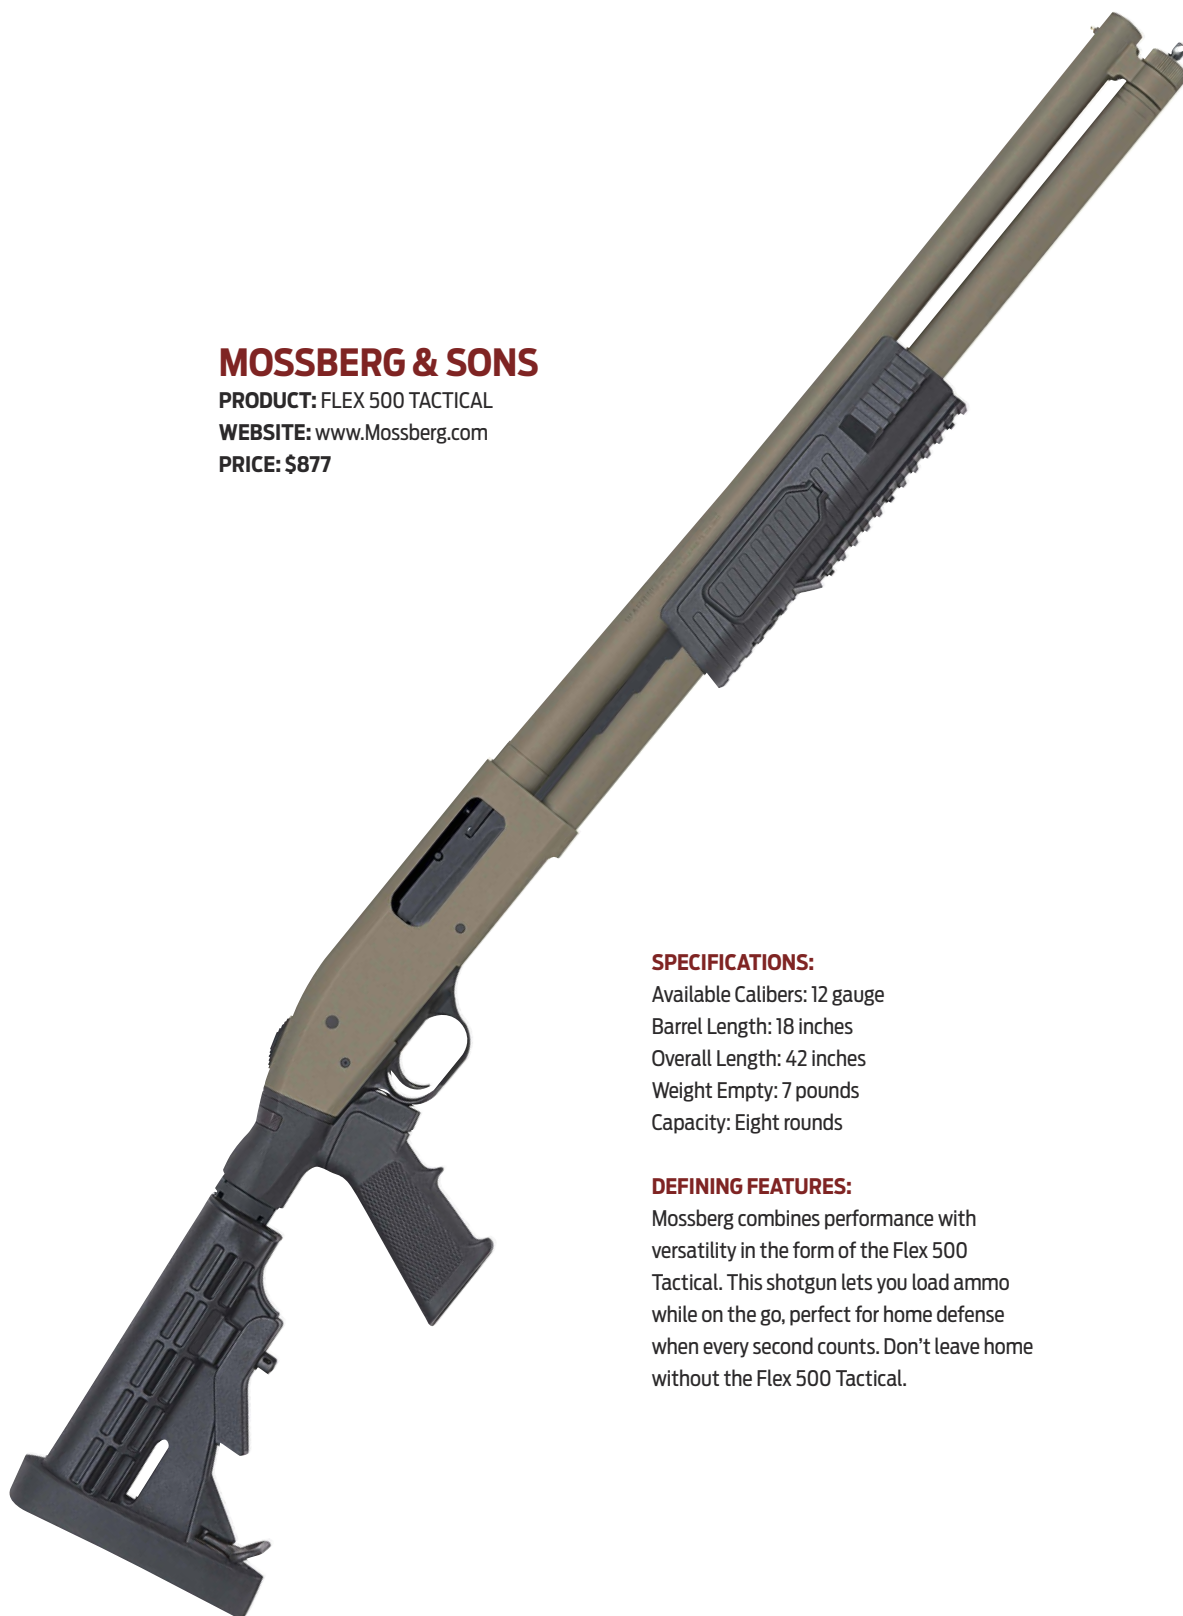 MOSSBERG & SONS
PRODUCT: FLEX 500 TACTICAL
WEBSITE: www.Mossberg.com
PRICE: $877
SPECIFICATIONS:
Available Calibers: 12 gauge
Barrel Length: 18 inches
Overall Length: 42 inches
Weight Empty: 7 pounds
Capacity: Eight rounds
DEFINING FEATURES:
Mossberg combines performance with
versatility in the form of the Flex 500
Tactical. This shotgun lets you load ammo
while on the go, perfect for home defense
when every second counts. Don’t leave home
without the Flex 500 Tactical.